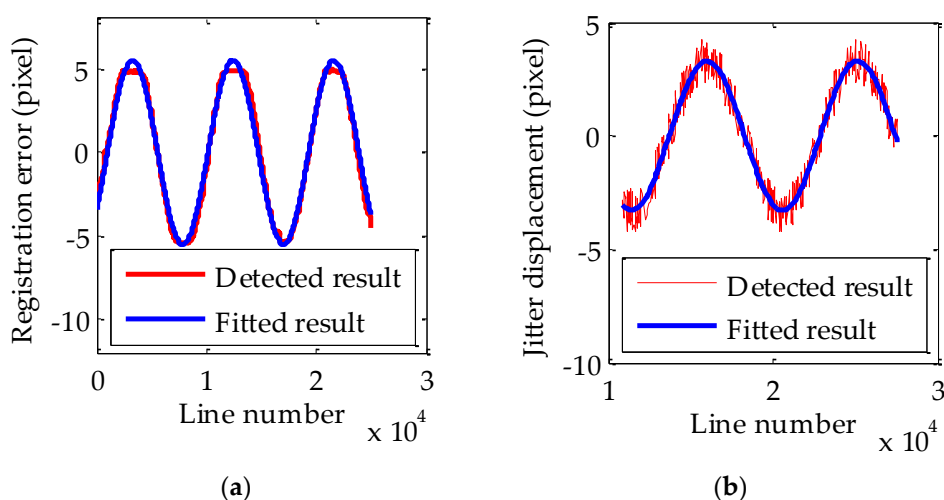 Registration error (pixel)
5
0
-5
-10
0
1
2
3
Line number
x 10^4
Detected result
Fitted result
(a)
Jitter displacement (pixel)
5
0
-5
-10
1
2
3
Line number
x 10^4
Detected result
Fitted result
(b)